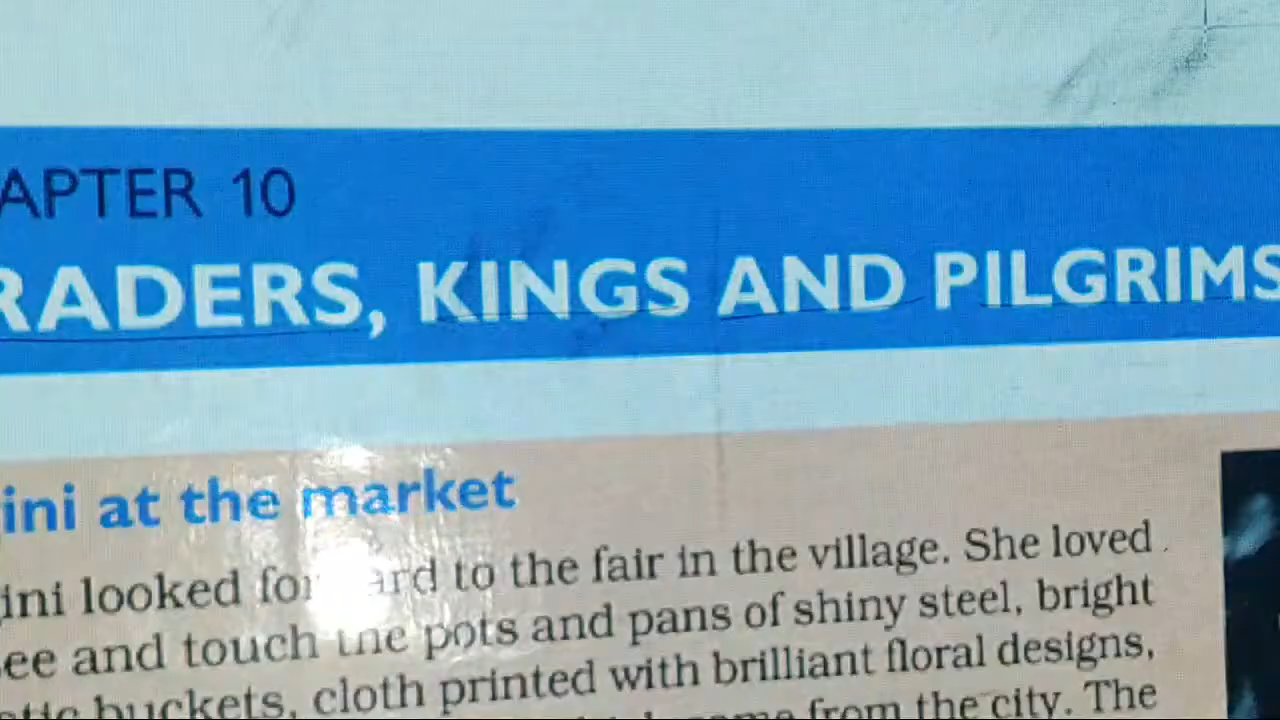 APTER 10
RADERS, KINGS AND PILGRIMS
ini at the market
ini looked to the fair in the village. She loved
ee and touch the pots and pans of shiny steel, bright
tic buckets, cloth printed with brilliant floral designs,
came from the city. The